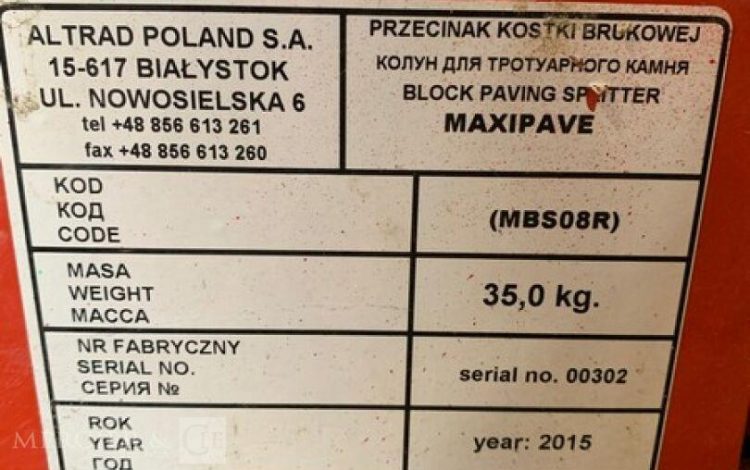 ALTRAD POLAND S.A.
15-617 BIAŁYSTOK
UL. NOWOSIELSKA 6
tel +48 856 613 261
fax +48 856 613 260
PRZECINAK KOSTKI BRUKOWEJ
КОЛУН ДЛЯ ТРОТУАРНОГО КАМНЯ
BLOCK PAVING SPLITTER
MAXIPAVE
KOD
КОД
CODE
(MBS08R)
MASA
WEIGHT
МАССА
35,0 kg.
NR FABRYCZNY
SERIAL NO.
СЕРИЯ №
serial no. 00302
ROK
YEAR
ГОД
year: 2015